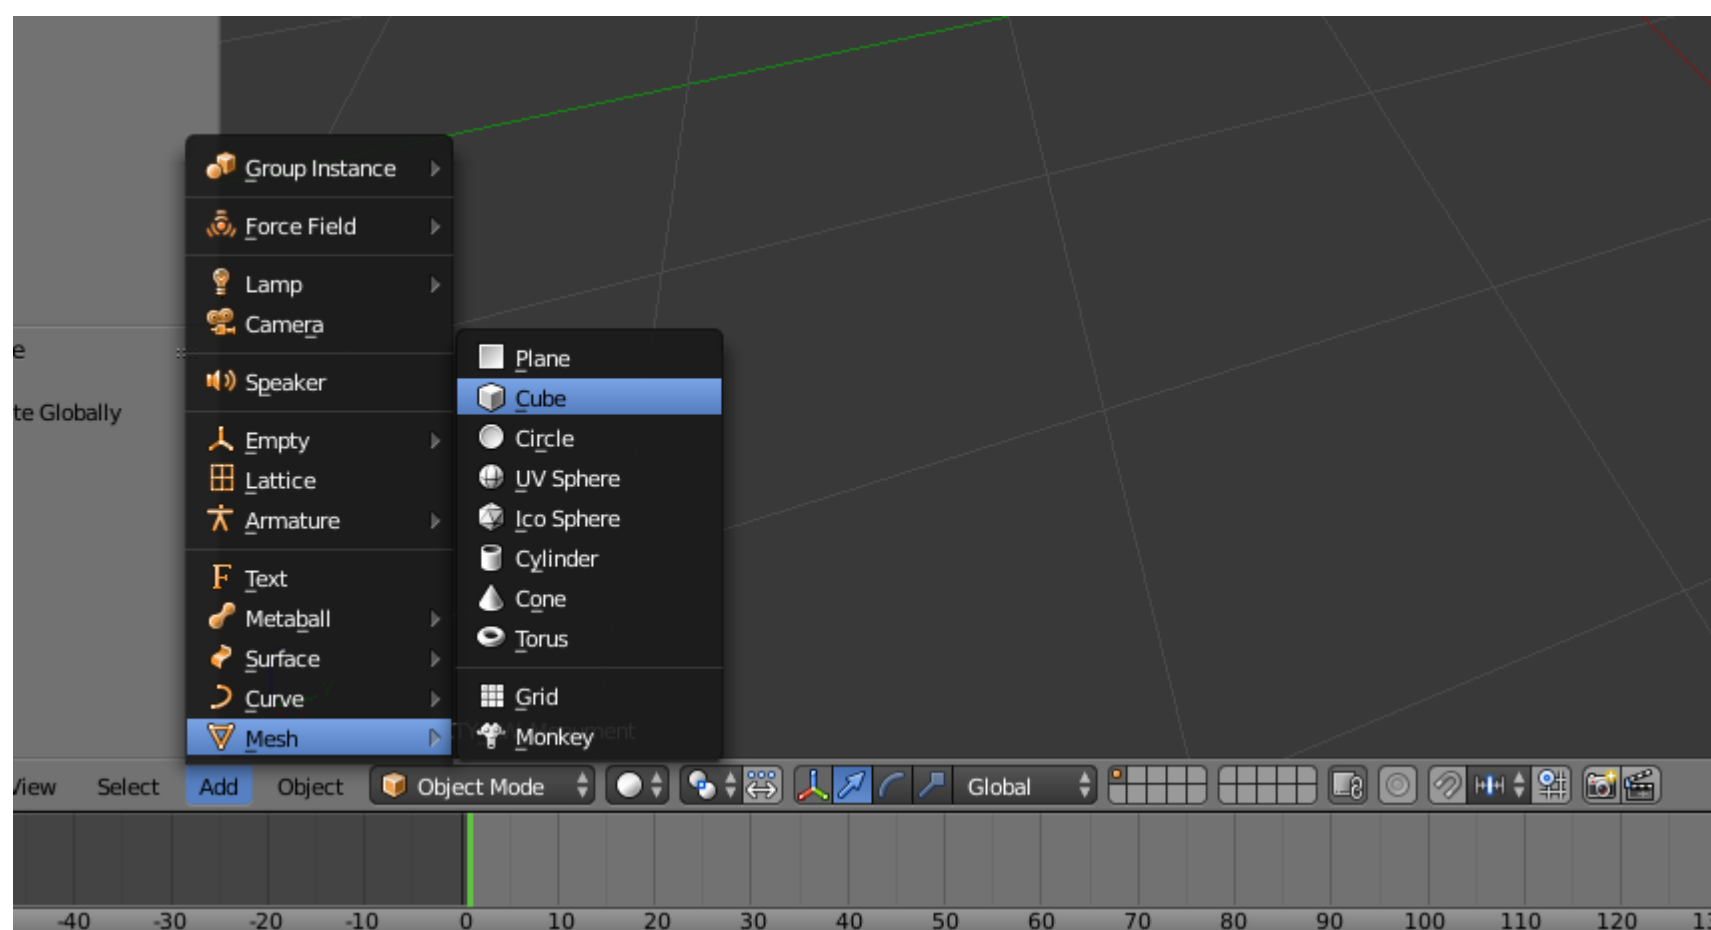 Group Instance
Force Field
Lamp
Camera
Speaker
Empty
Lattice
Armature
Text
Metaball
Surface
Curve
Mesh
Plane
Cube
Circle
UV Sphere
Ico Sphere
Cylinder
Cone
Torus
Grid
Monkey
e
te Globally
View Select Add Object Object Mode Global
-40 -30 -20 -10 0 10 20 30 40 50 60 70 80 90 100 110 120